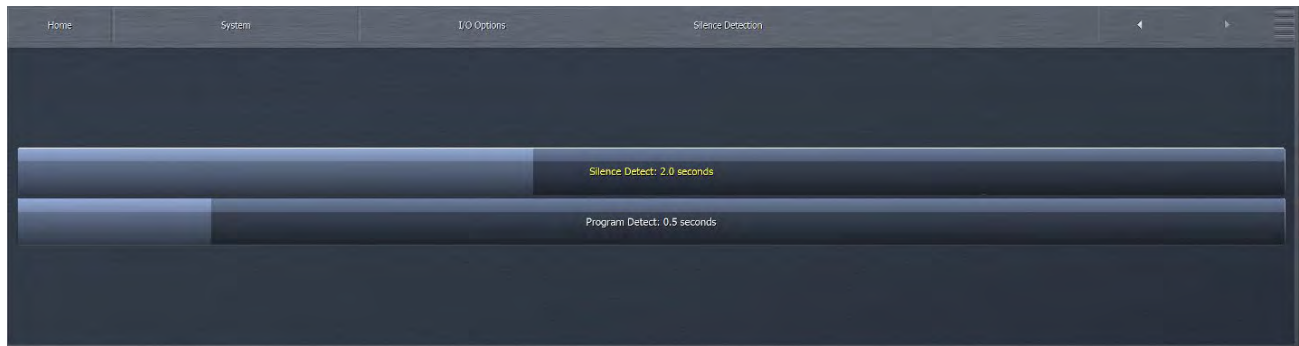 Home System I/O Options Silence Detection
Silence Detect: 2.0 seconds
Program Detect: 0.5 seconds